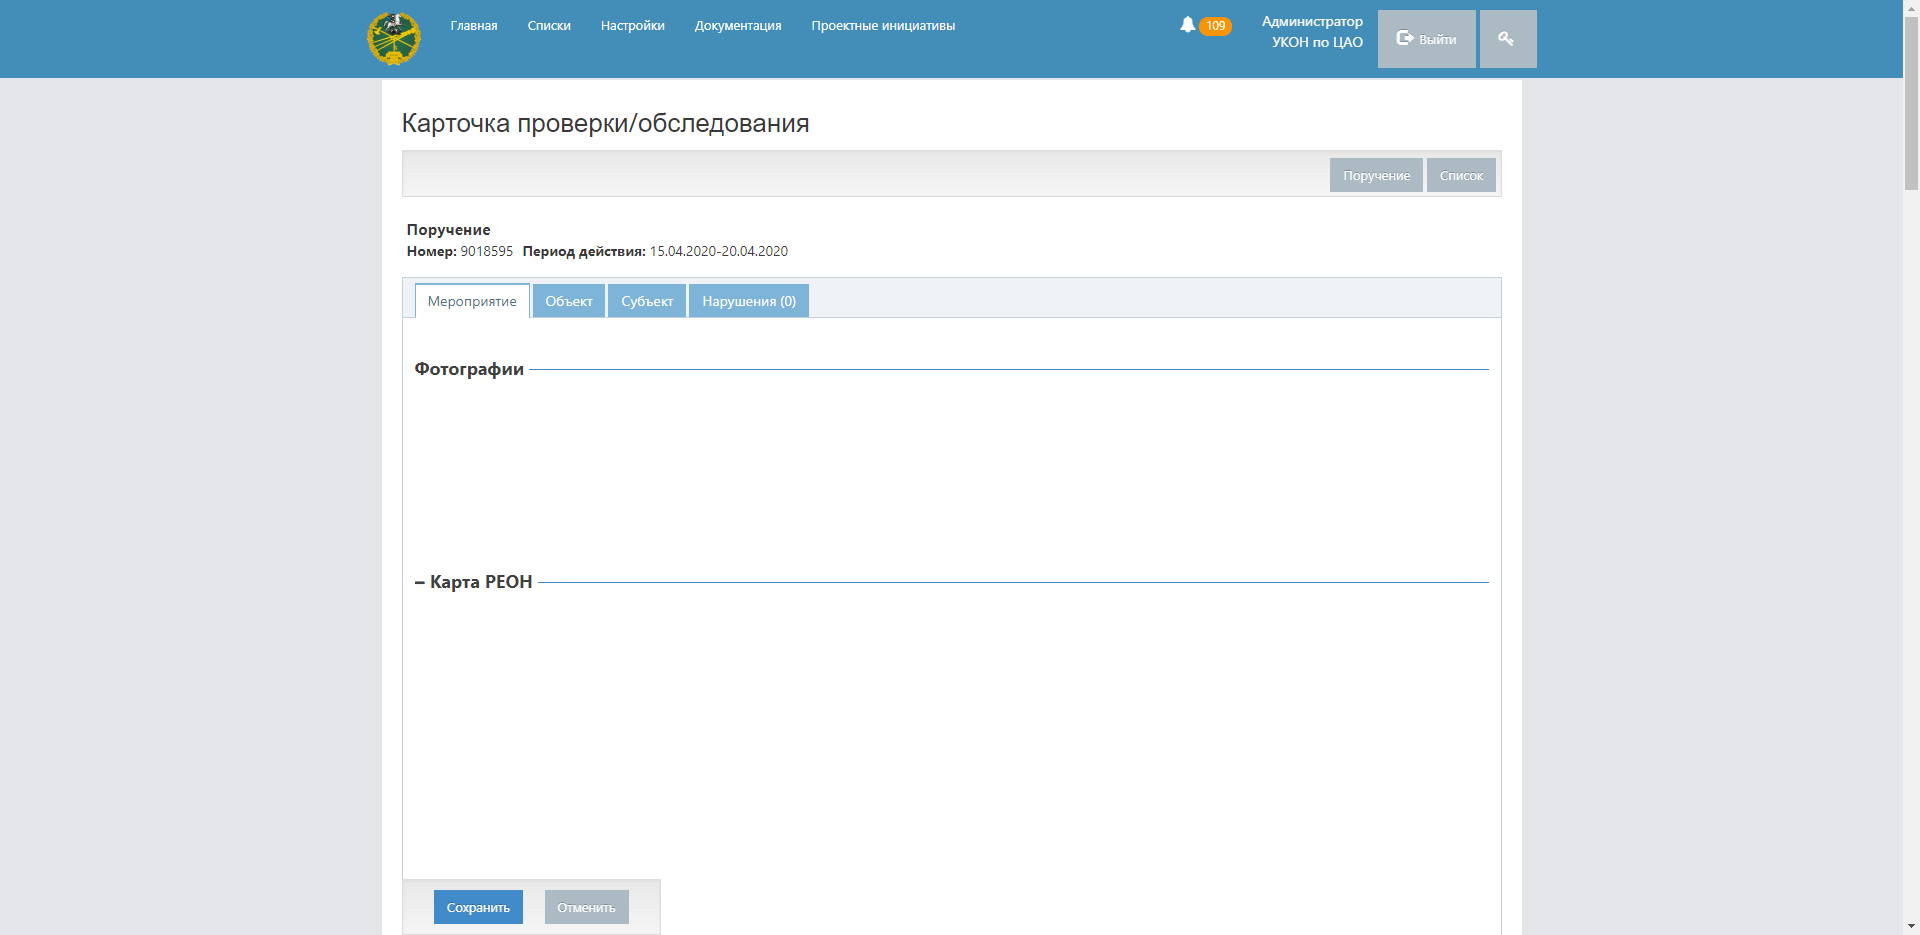 Главная Списки Настройки Документация Проектные инициативы 109 Администратор
УКОН по ЦАО Выйти
Карточка проверки/обследования
Поручение Список
Поручение
Номер: 9018595 Период действия: 15.04.2020-20.04.2020
Мероприятие Объект Субъект Нарушения (0)
Фотографии
– Карта РЕОН
Сохранить Отменить